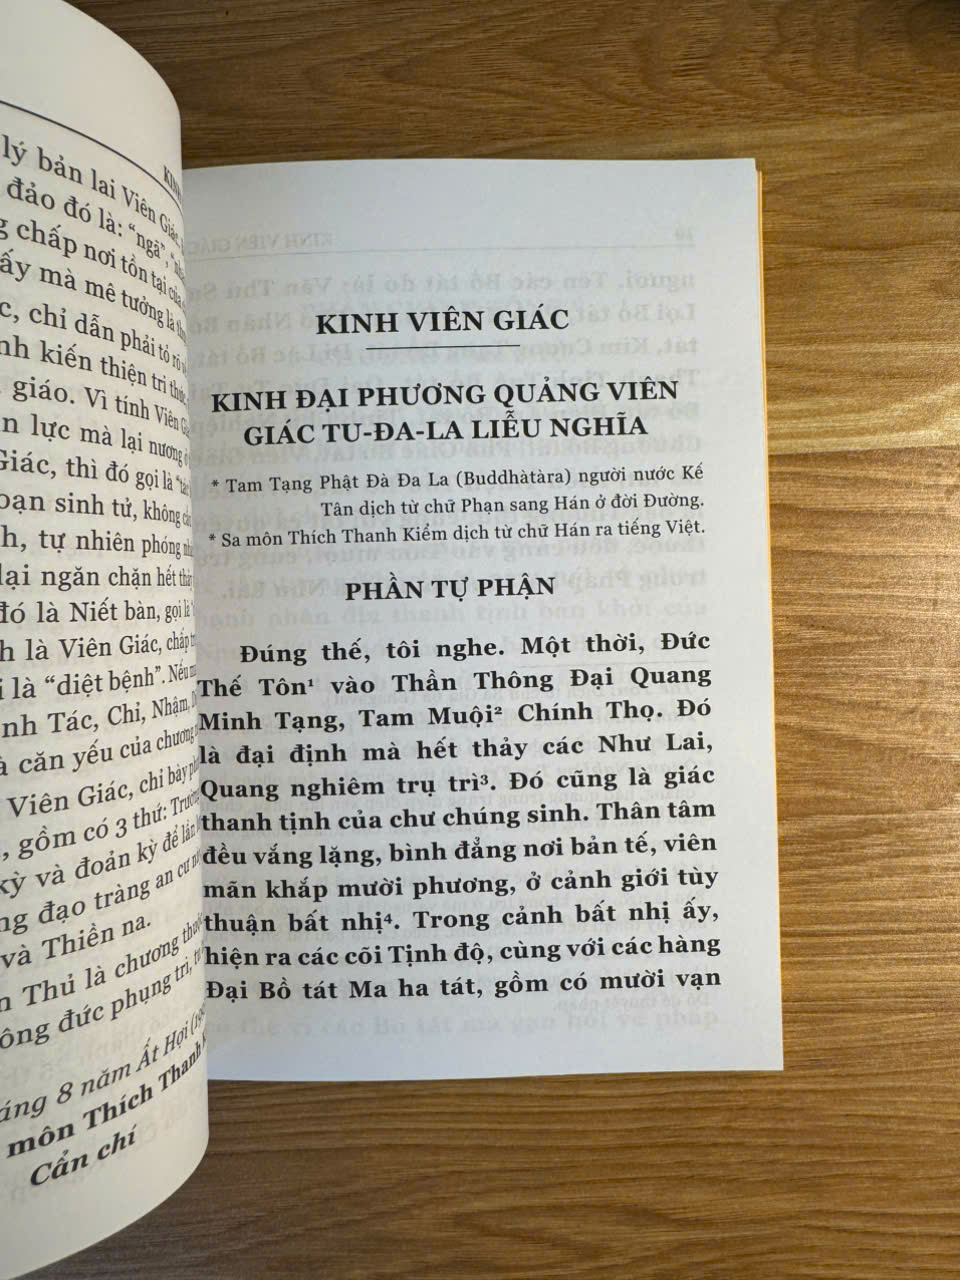 lý bản lai Viên Giác,
đảo đó là: “ngã”,
chấp nơi tồn tại của
ấy mà mê tưởng là
chỉ dẫn phải tỏ rõ
kiến thiện tri thức,
giáo. Vì tính Viên
lực mà lại nương
Giác, thì đó gọi là
sinh tử, không
tự nhiên phóng
lại ngăn chặn hết
đó là Niết bàn, gọi là
là Viên Giác, chấp
là “diệt bệnh”. Nếu
Tác, Chỉ, Nhậm,
căn yếu của chương
Viên Giác, chỉ bày
gồm có 3 thứ: Trường
kỳ và đoản kỳ để
đạo tràng an cư
và Thiền na.
Thủ là chương
đức phụng trì,
8 năm Ất Hợi
môn Thích Thanh
Cẩn chí
KINH VIÊN GIÁC
KINH ĐẠI PHƯƠNG QUẢNG VIÊN
GIÁC TU-ĐA-LA LIỄU NGHĨA
* Tam Tạng Phật Đà Đa La (Buddhàtàra) người nước Kế
Tân dịch từ chữ Phạn sang Hán ở đời Đường.
* Sa môn Thích Thanh Kiểm dịch từ chữ Hán ra tiếng Việt.
PHẦN TỰ PHẬN
Đúng thế, tôi nghe. Một thời, Đức
Thế Tôn¹ vào Thần Thông Đại Quang
Minh Tạng, Tam Muội² Chính Thọ. Đó
là đại định mà hết thảy các Như Lai,
Quang nghiêm trụ trì³. Đó cũng là giác
thanh tịnh của chư chúng sinh. Thân tâm
đều vắng lặng, bình đẳng nơi bản tế, viên
mãn khắp mười phương, ở cảnh giới tùy
thuận bất nhị⁴. Trong cảnh bất nhị ấy,
hiện ra các cõi Tịnh độ, cùng với các hàng
Đại Bồ tát Ma ha tát, gồm có mười vạn